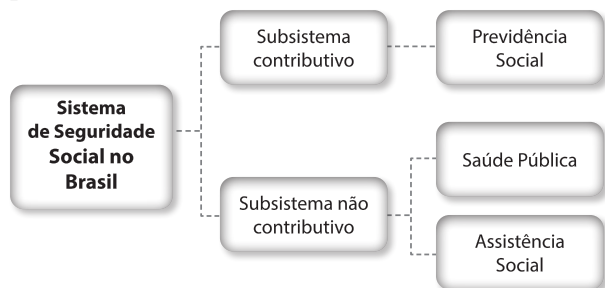 Sistema
de Seguridade
Social no
Brasil
Subsistema
contributivo
Previdência
Social
Subsistema não
contributivo
Saúde Pública
Assistência
Social